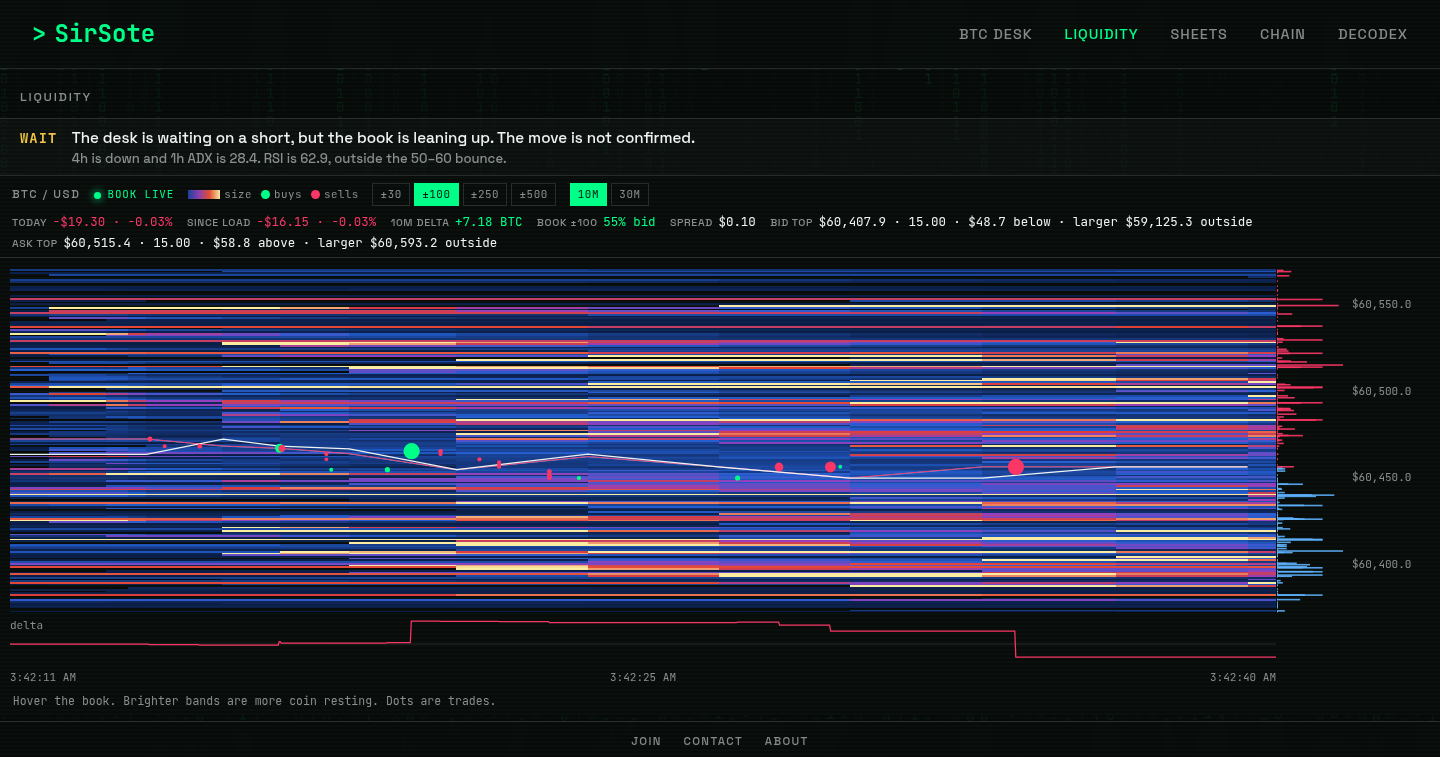 > SirSote
BTC DESK LIQUIDITY SHEETS CHAIN DECODEX
LIQUIDITY
WAIT The desk is waiting on a short, but the book is leaning up. The move is not confirmed.
4h is down and 1h ADX is 28.4. RSI is 62.9, outside the 50–60 bounce.
BTC / USD BOOK LIVE size buys sells ±30 ±100 ±250 ±500 10M 30M
TODAY -$19.30 · -0.03% SINCE LOAD -$16.15 · -0.03% 10M DELTA +7.18 BTC BOOK ±100 55% bid SPREAD $0.10 BID TOP $60,407.9 · 15.00 · $48.7 below · larger $59,125.3 outside
ASK TOP $60,515.4 · 15.00 · $58.8 above · larger $60,593.2 outside
$60,550.0
$60,500.0
$60,450.0
$60,400.0
delta
3:42:11 AM 3:42:25 AM 3:42:40 AM
Hover the book. Brighter bands are more coin resting. Dots are trades.
JOIN CONTACT ABOUT